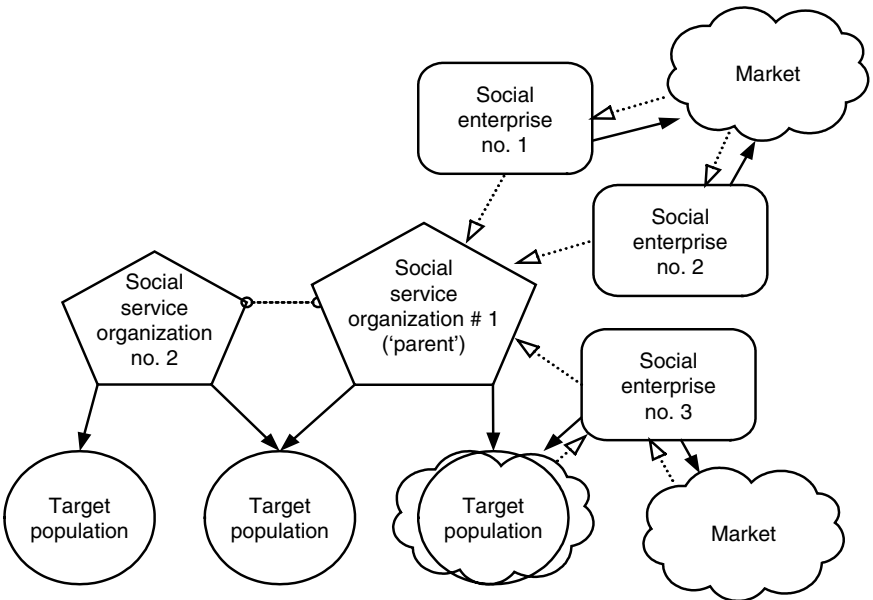 Market
Social
enterprise
no. 1
Social
enterprise
no. 2
Social
service
organization
no. 2
Social
service
organization # 1
(‘parent’)
Social
enterprise
no. 3
Target
population
Target
population
Target
population
Market